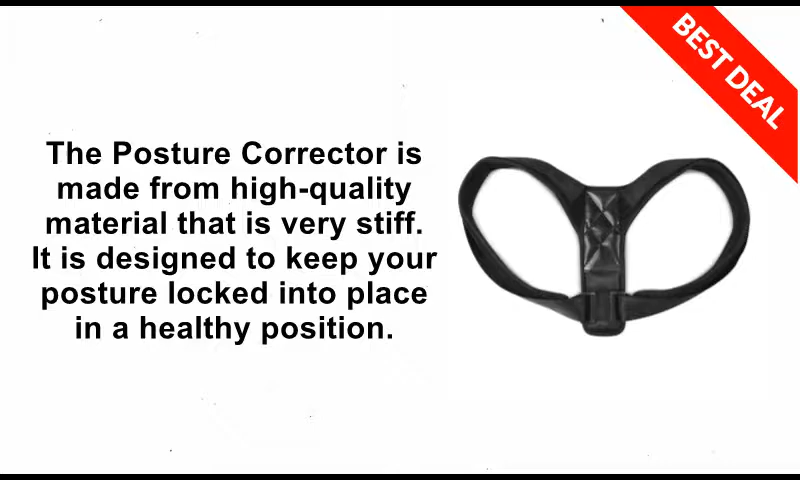 The Posture Corrector is
made from high-quality
material that is very stiff.
It is designed to keep your
posture locked into place
in a healthy position.
BEST DEAL